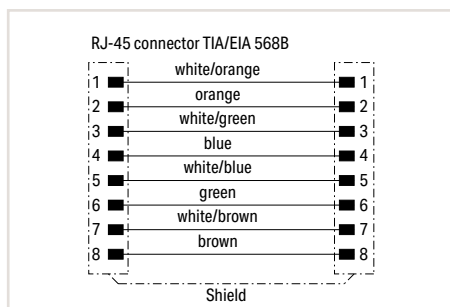 RJ-45 connector TIA/EIA 568B
1 white/orange 1
2 orange 2
3 white/green 3
4 blue 4
5 white/blue 5
6 green 6
7 white/brown 7
8 brown 8
Shield